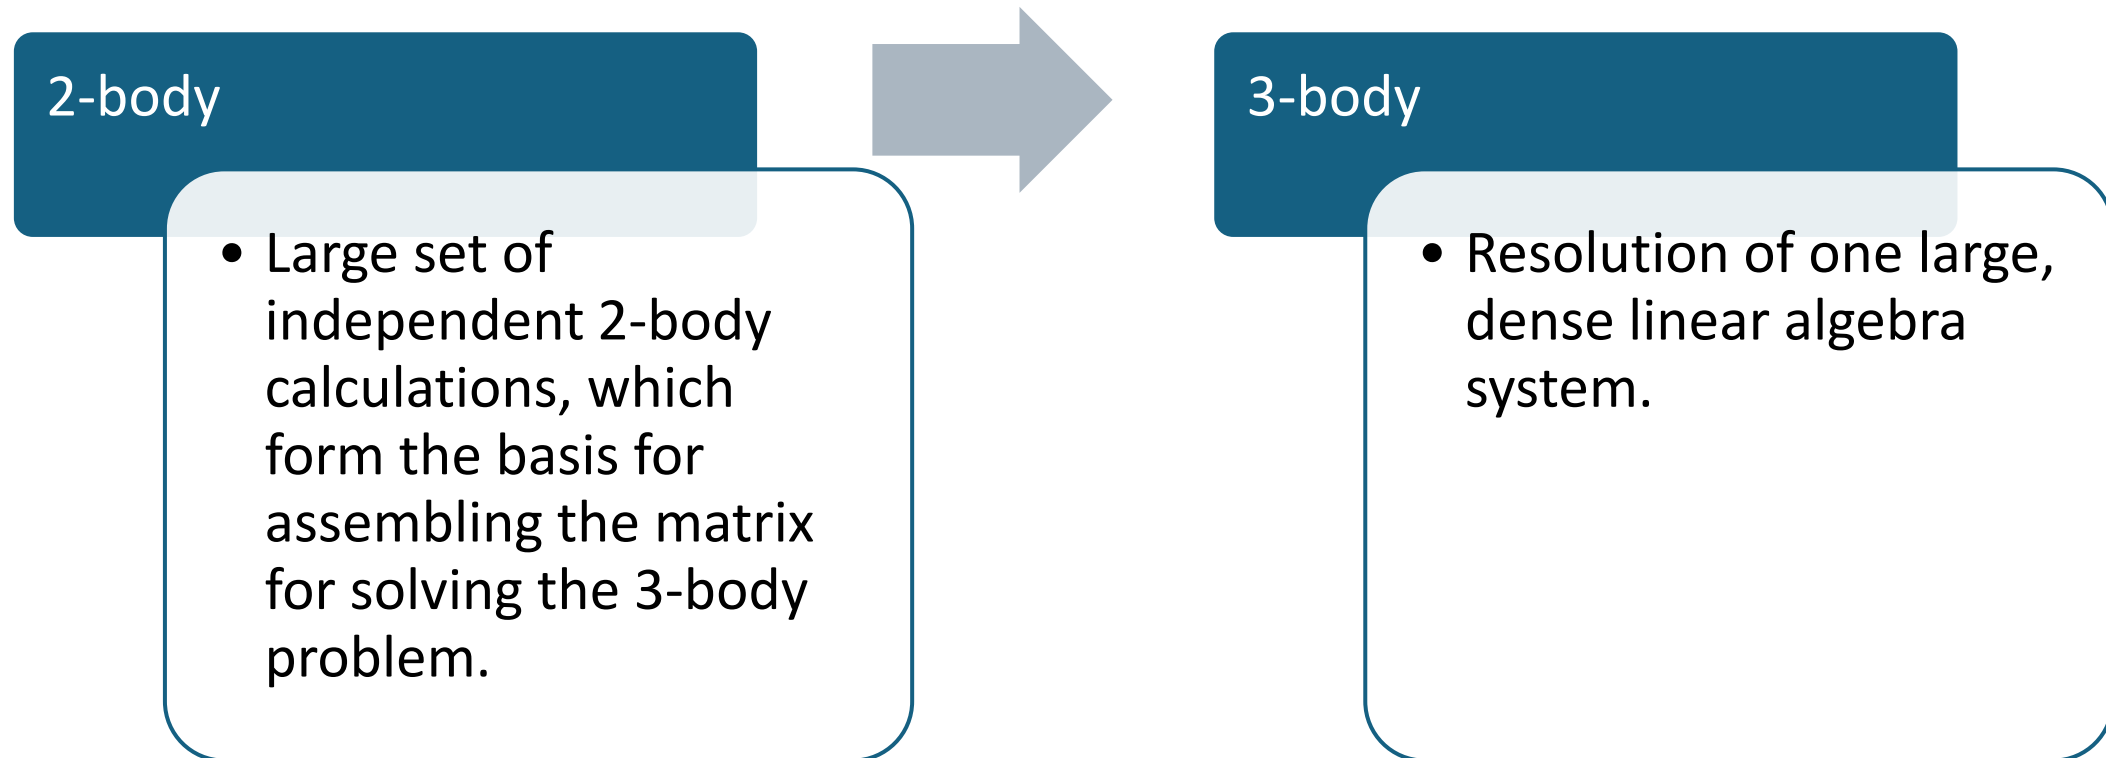 2-body
• Large set of
independent 2-body
calculations, which
form the basis for
assembling the matrix
for solving the 3-body
problem.
3-body
• Resolution of one large,
dense linear algebra
system.